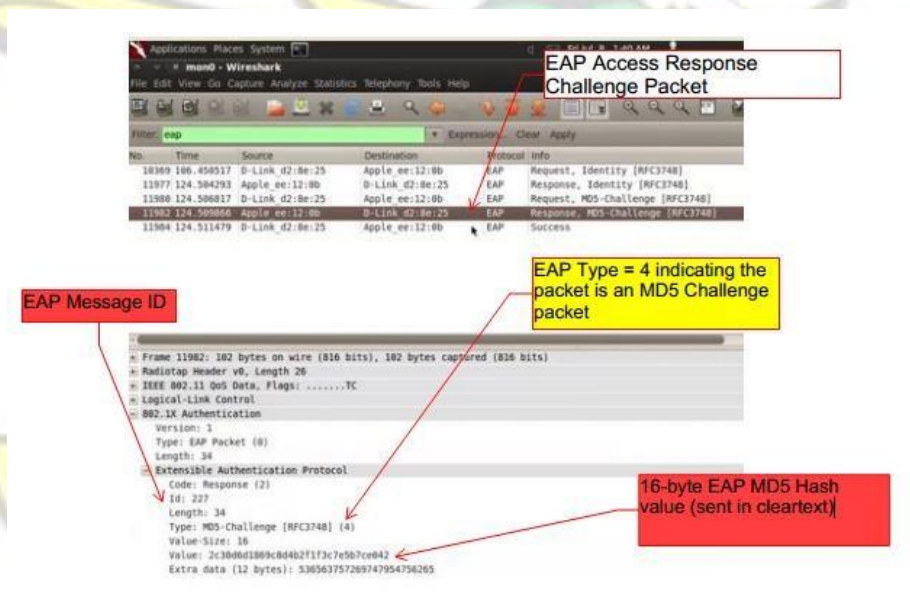 Applications Places System
mon0 - Wireshark
File Edit View Go Capture Analyze Statistics Telephony Tools Help
EAP Access Response
Challenge Packet
Filter: eap
Expression... Clear Apply
No. Time Source Destination Protocol Info
10369 106.450517 D-Link_d2:8e:25 Apple_ee:12:0b EAP Request, Identity [RFC3748]
11977 124.504293 Apple_ee:12:0b D-Link_d2:8e:25 EAP Response, Identity [RFC3748]
11980 124.506817 D-Link_d2:8e:25 Apple_ee:12:0b EAP Request, MD5-Challenge [RFC3748]
11982 124.509866 Apple_ee:12:0b D-Link_d2:8e:25 EAP Response, MD5-Challenge [RFC3748]
11984 124.511479 D-Link_d2:8e:25 Apple_ee:12:0b EAP Success
EAP Type = 4 indicating the
packet is an MD5 Challenge
packet
EAP Message ID
Frame 11982: 102 bytes on wire (816 bits), 102 bytes captured (816 bits)
Radiotap Header v0, Length 26
IEEE 802.11 QoS Data, Flags: .......TC
Logical-Link Control
802.1X Authentication
Version: 1
Type: EAP Packet (0)
Length: 34
Extensible Authentication Protocol
Code: Response (2)
Id: 227
Length: 34
Type: MD5-Challenge [RFC3748] (4)
Value-Size: 16
Value: 2c30d6d1869c8d4b2f1f3c7e5b7ce042
Extra data (12 bytes): 536563757269747954756265
16-byte EAP MD5 Hash
value (sent in cleartext)